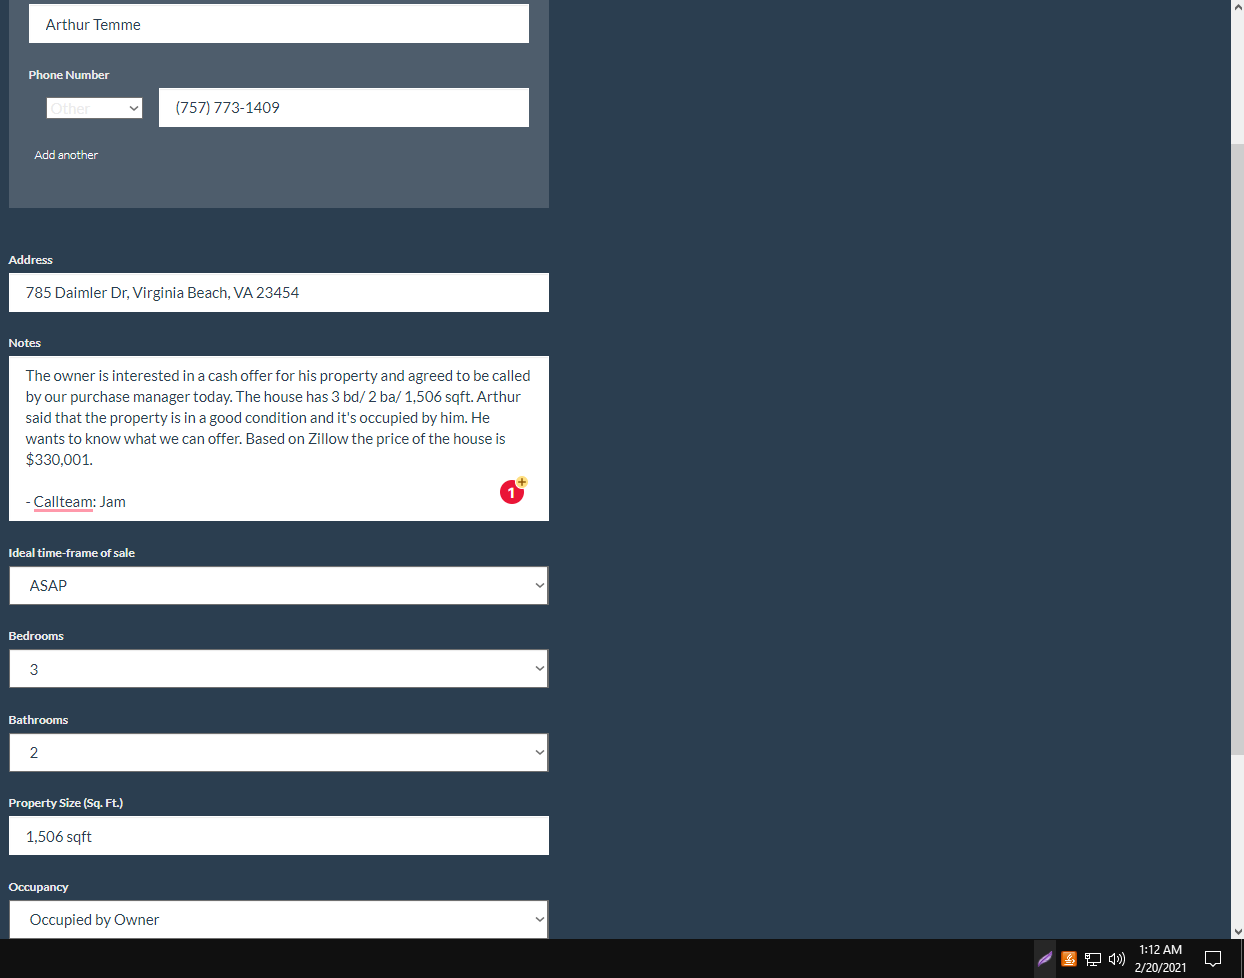 Arthur Temme
Phone Number
Other
(757) 773-1409
Add another
Address
785 Daimler Dr, Virginia Beach, VA 23454
Notes
The owner is interested in a cash offer for his property and agreed to be called
by our purchase manager today. The house has 3 bd/ 2 ba/ 1,506 sqft. Arthur
said that the property is in a good condition and it's occupied by him. He
wants to know what we can offer. Based on Zillow the price of the house is
$330,001.
- Callteam: Jam
1
Ideal time-frame of sale
ASAP
Bedrooms
3
Bathrooms
2
Property Size (Sq. Ft.)
1,506 sqft
Occupancy
Occupied by Owner
1:12 AM
2/20/2021